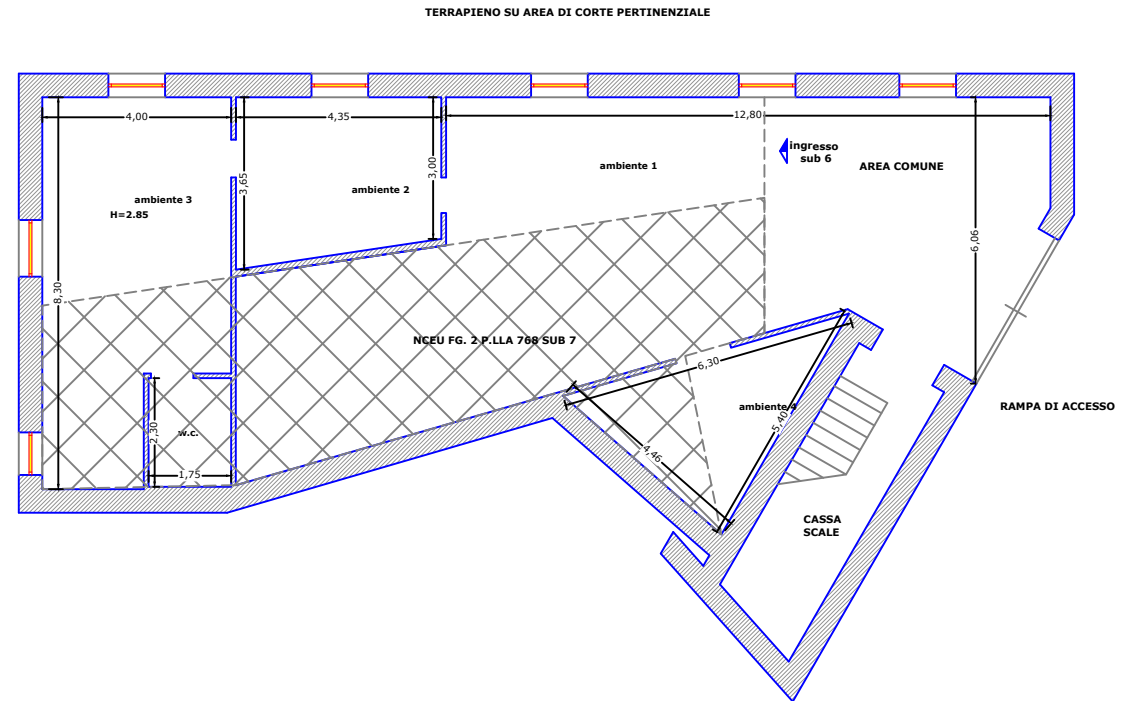 TERRAPIENO SU AREA DI CORTE PERTINENZIALE
4,00
4,35
12,80
ingresso
sub 6
ambiente 1
AREA COMUNE
3,00
3,65
ambiente 2
ambiente 3
H=2.85
6,06
8,30
NCEU FG. 2 P.LLA 768 SUB 7
6,30
ambiente 4
RAMPA DI ACCESSO
5,40
w.c.
2,30
4,46
1,75
CASSA
SCALE